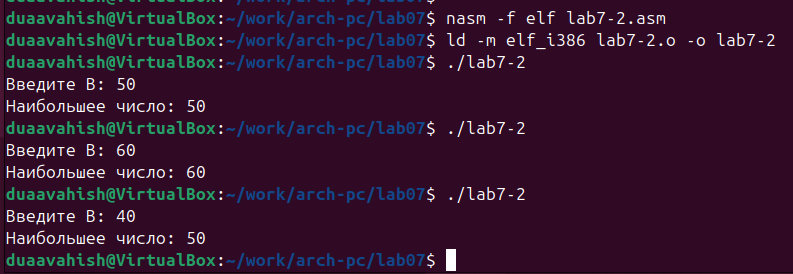 duaavahish@VirtualBox:~/work/arch-pc/lab07$ nasm -f elf lab7-2.asm
duaavahish@VirtualBox:~/work/arch-pc/lab07$ ld -m elf_i386 lab7-2.o -o lab7-2
duaavahish@VirtualBox:~/work/arch-pc/lab07$ ./lab7-2
Введите B: 50
Наибольшее число: 50
duaavahish@VirtualBox:~/work/arch-pc/lab07$ ./lab7-2
Введите B: 60
Наибольшее число: 60
duaavahish@VirtualBox:~/work/arch-pc/lab07$ ./lab7-2
Введите B: 40
Наибольшее число: 50
duaavahish@VirtualBox:~/work/arch-pc/lab07$